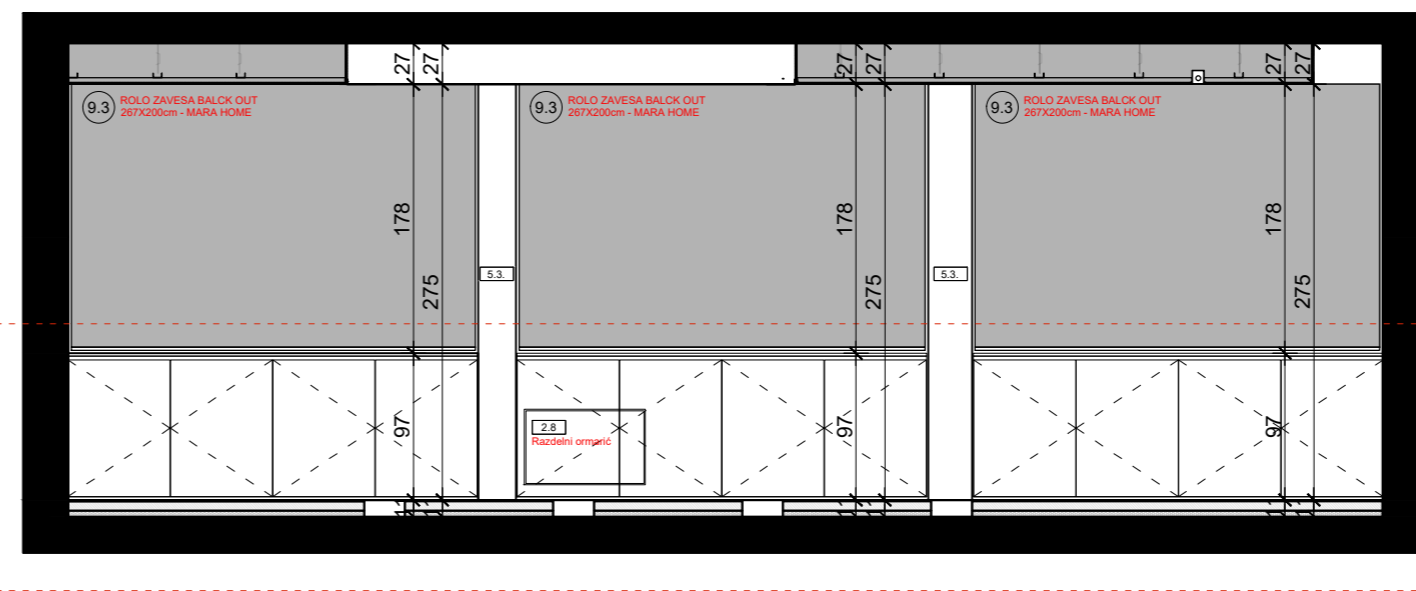 27 27 27 27 27 27
9.3 ROLO ZAVESA BALCK OUT
267X200cm - MARA HOME
9.3 ROLO ZAVESA BALCK OUT
267X200cm - MARA HOME
9.3 ROLO ZAVESA BALCK OUT
267X200cm - MARA HOME
178 178 178
5.3. 5.3.
275 275 275
97 97 97
2.8
Razdelni ormarić